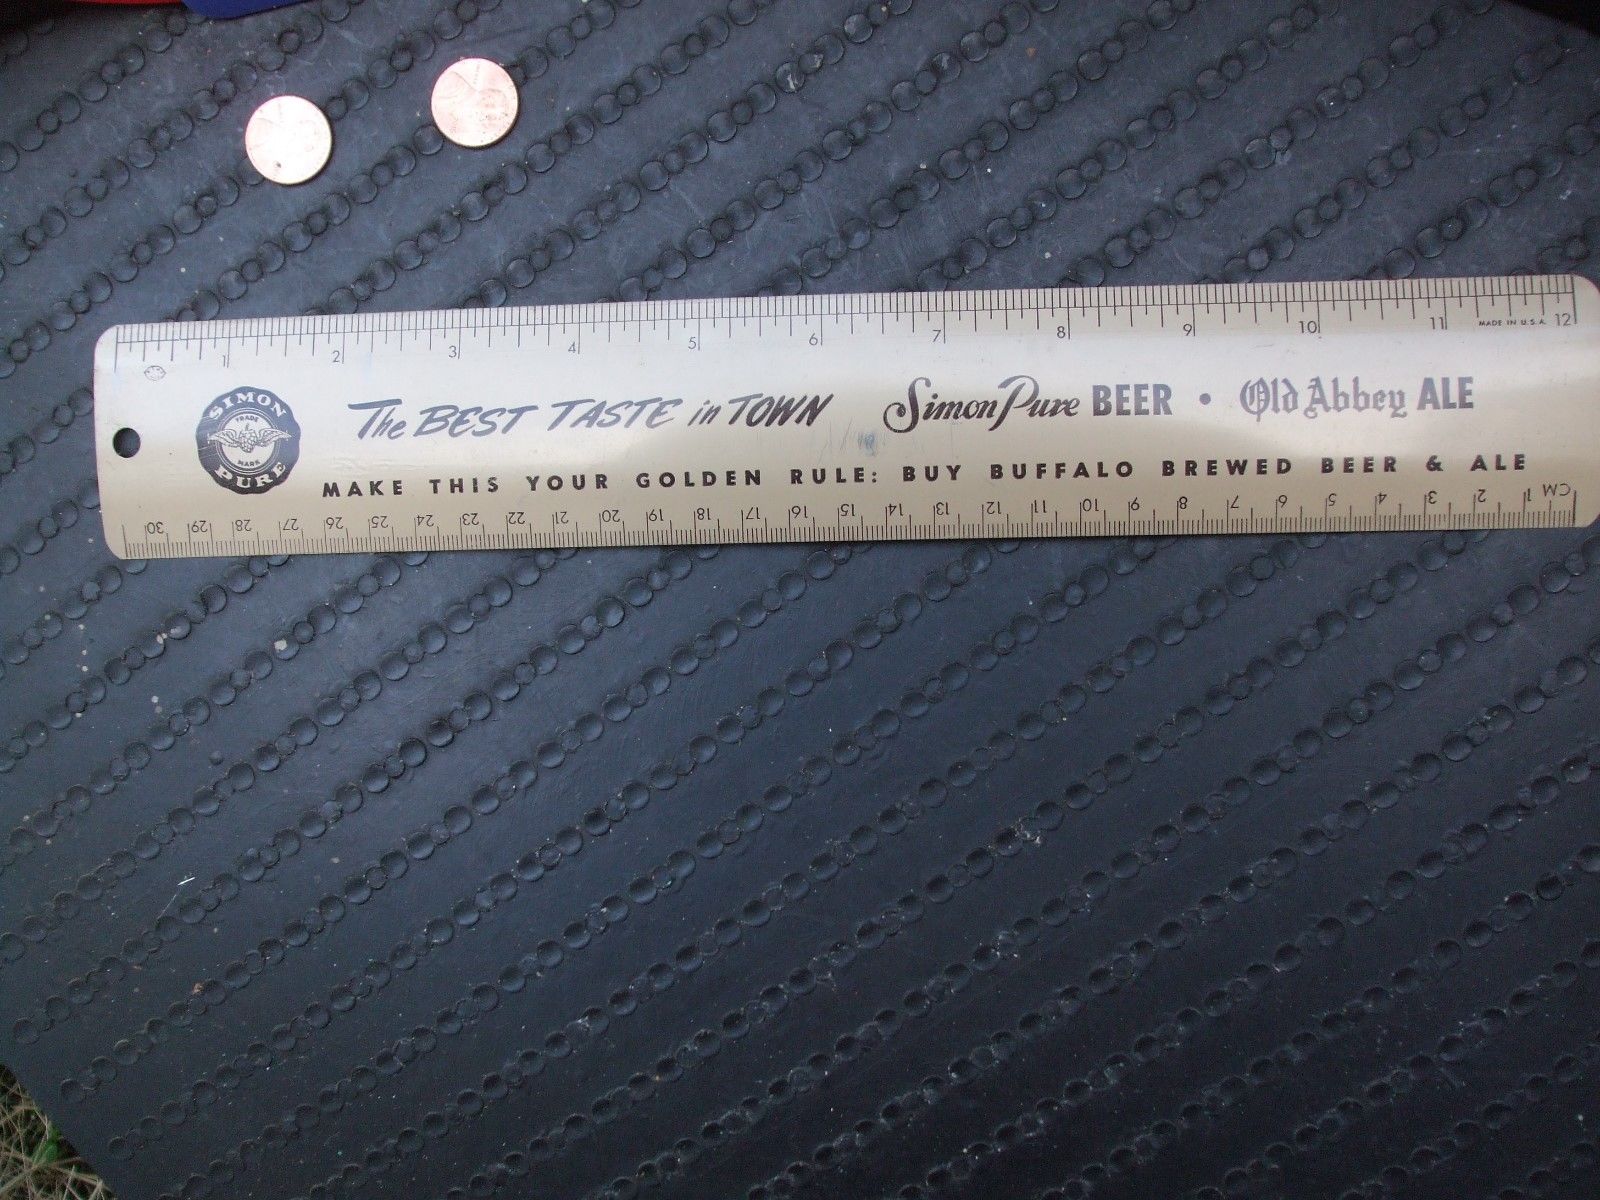 1 2 3 4 5 6 7 8 9 10 11 12
MADE IN U.S.A.
SIMON
TRADE
MARK
PURE
The BEST TASTE in TOWN Simon Pure BEER • Old Abbey ALE
MAKE THIS YOUR GOLDEN RULE: BUY BUFFALO BREWED BEER & ALE
30 29 28 27 26 25 24 23 22 21 20 19 18 17 16 15 14 13 12 11 10 9 8 7 6 5 4 3 2 1 CM